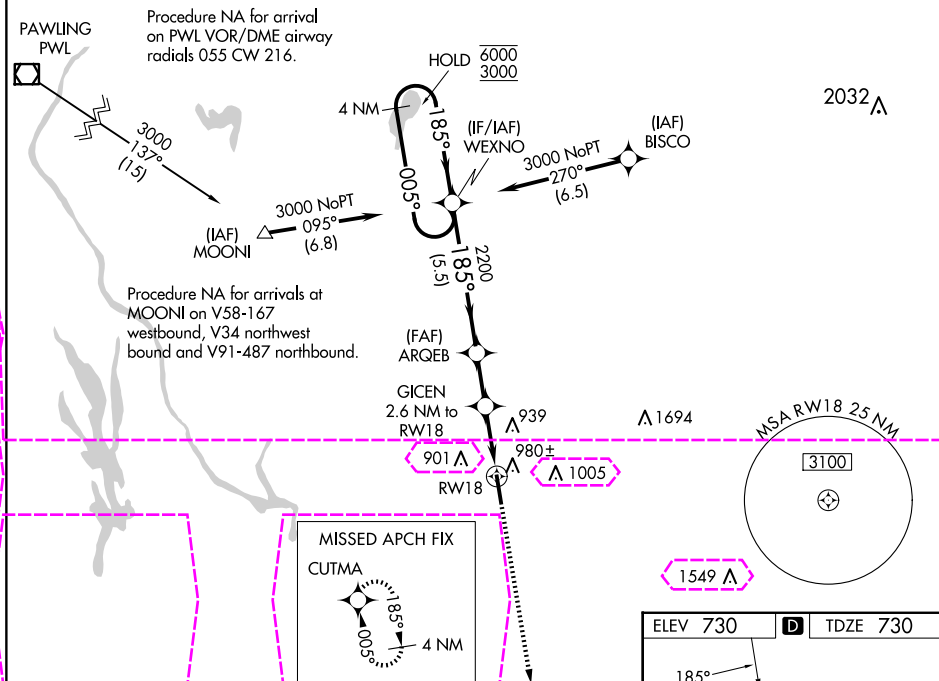 Procedure NA for arrival
on PWL VOR/DME airway
radials 055 CW 216.
PAWLING
PWL
HOLD 6000
3000
4 NM
185°
005°
(IF/IAF)
WEXNO
3000 NoPT
270°
(6.5)
(IAF)
BISCO
2032
3000
137°
(15)
3000 NoPT
095°
(6.8)
(IAF)
MOONI
2200
185°
(5.5)
Procedure NA for arrivals at
MOONI on V58-167
westbound, V34 northwest
bound and V91-487 northbound.
(FAF)
ARQEB
GICEN
2.6 NM to
RW18
939
1694
901
980±
1005
RW18
MSA RW18 25 NM
3100
1549
MISSED APCH FIX
CUTMA
185°
005°
4 NM
ELEV 730
D
TDZE 730
185°